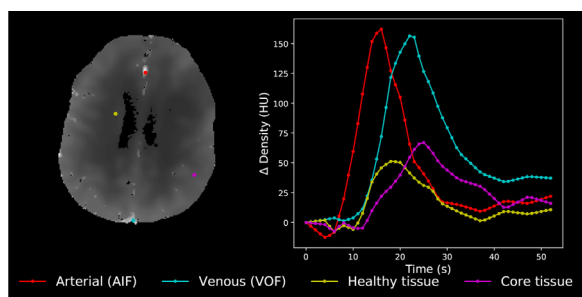 Δ Density (HU)
150
125
100
75
50
25
0
0 10 20 30 40 50
Time (s)
Arterial (AIF) Venous (VOF) Healthy tissue Core tissue